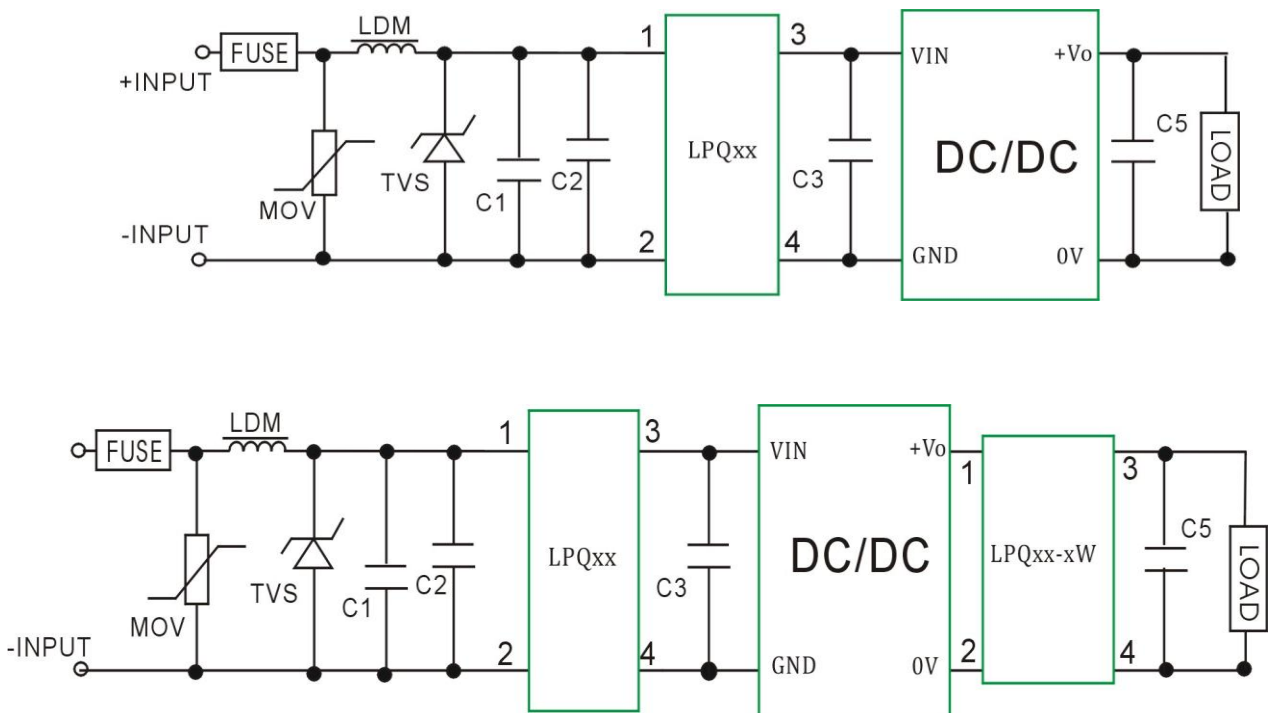 LDM
1
3
FUSE
VIN
+Vo
+INPUT
C5
LOAD
LPQxx
DC/DC
TVS
C1
C2
C3
MOV
-INPUT
2
4
GND
0V
LDM
1
3
FUSE
VIN
+Vo
1
3
C5
LPQxx
DC/DC
LPQxx-xW
LOAD
TVS
C1
C2
C3
MOV
-INPUT
2
4
GND
0V
2
4